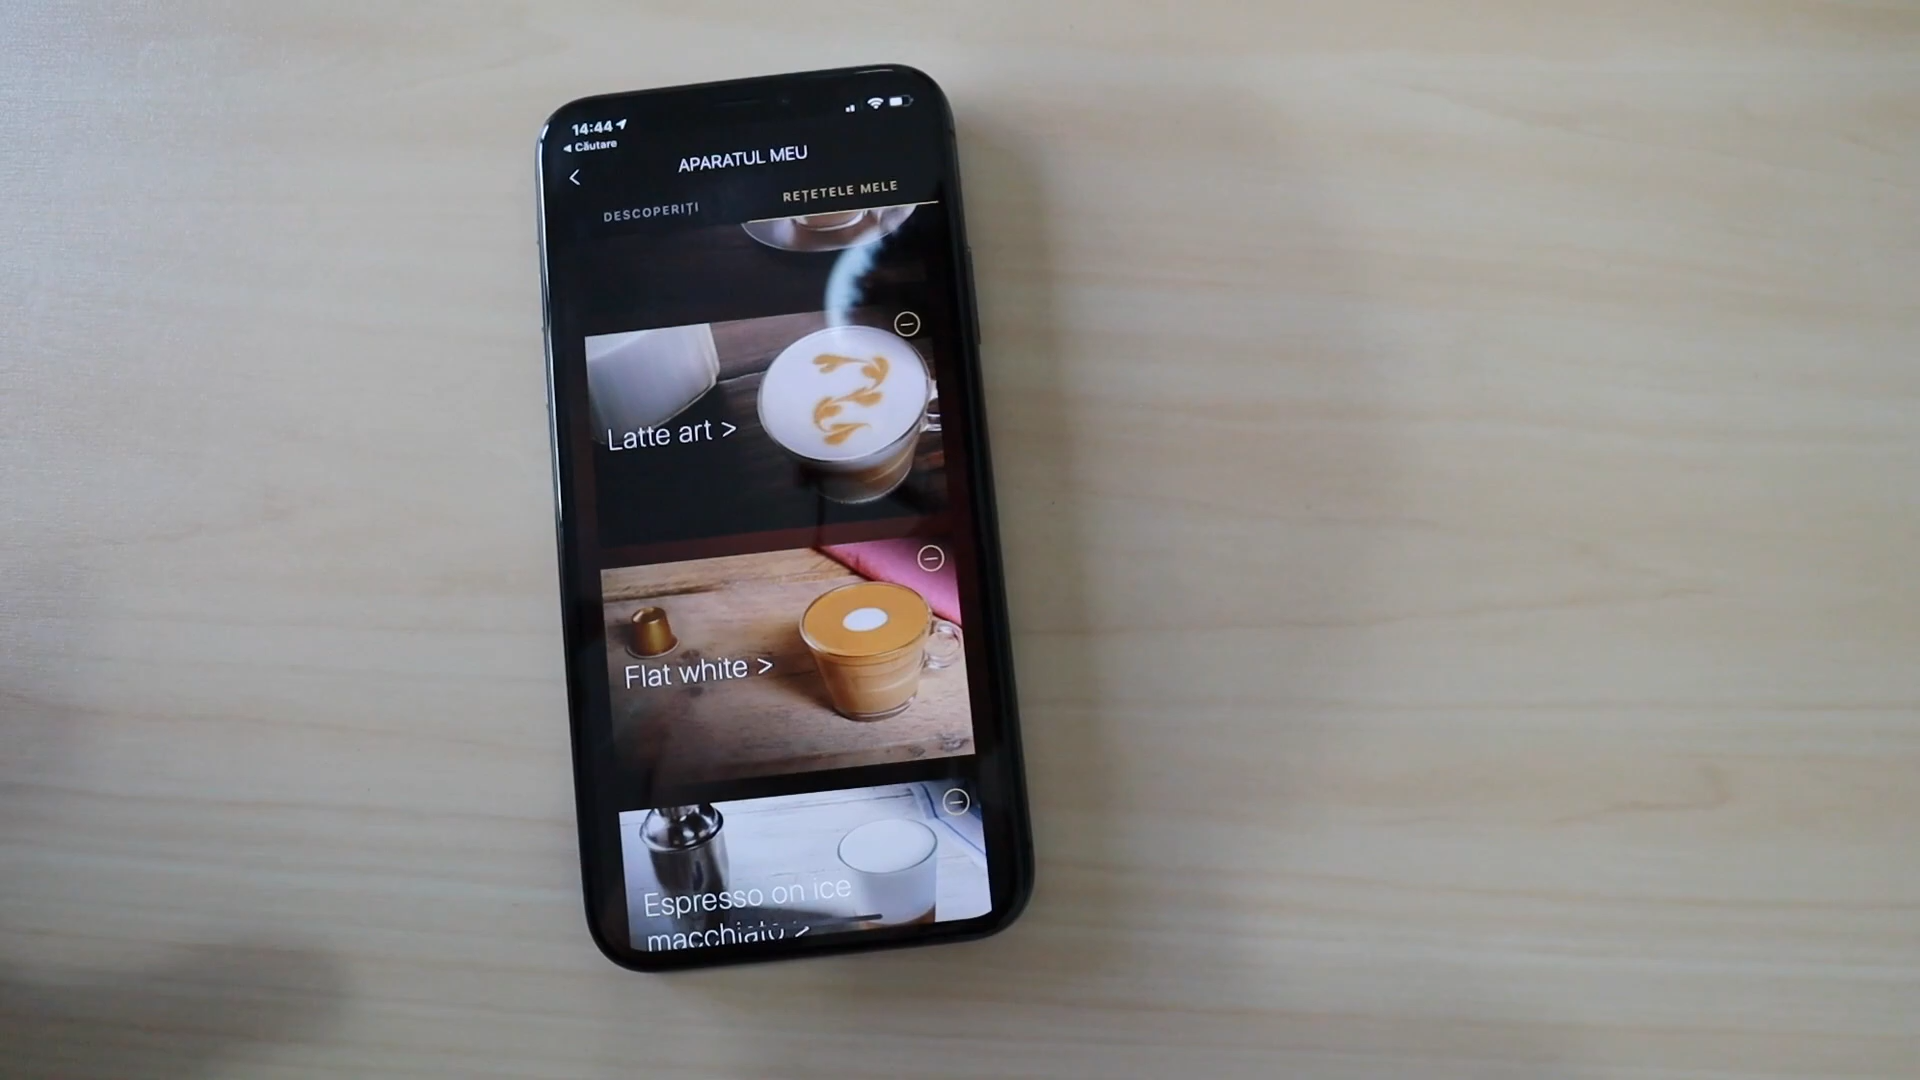 14:44
Căutare
APARATUL MEU
DESCOPERIȚI
REȚETELE MELE
Latte art >
Flat white >
Espresso on ice
macchiato >